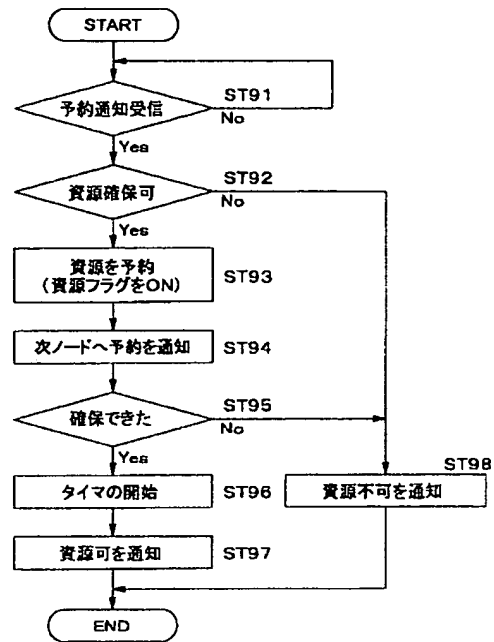 START
予約通知受信
ST91
No
Yes
資源確保可
ST92
No
Yes
資源を予約
(資源フラグをON)
ST93
次ノードへ予約を通知
ST94
確保できた
ST95
No
Yes
タイマの開始
ST96
ST98
資源不可を通知
資源可を通知
ST97
END